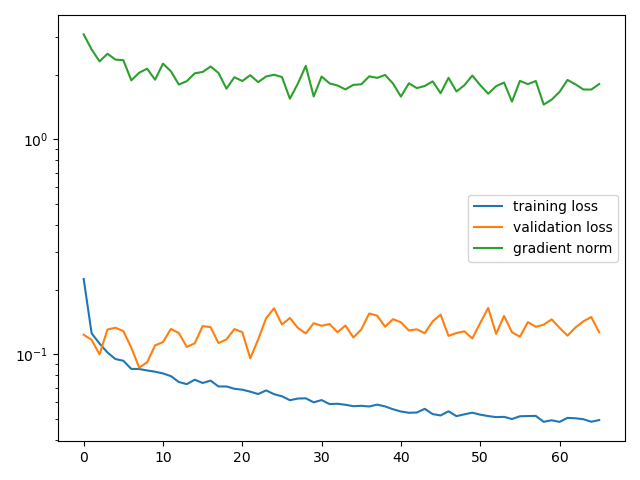 10⁰
10⁻¹
training loss
validation loss
gradient norm
0 10 20 30 40 50 60